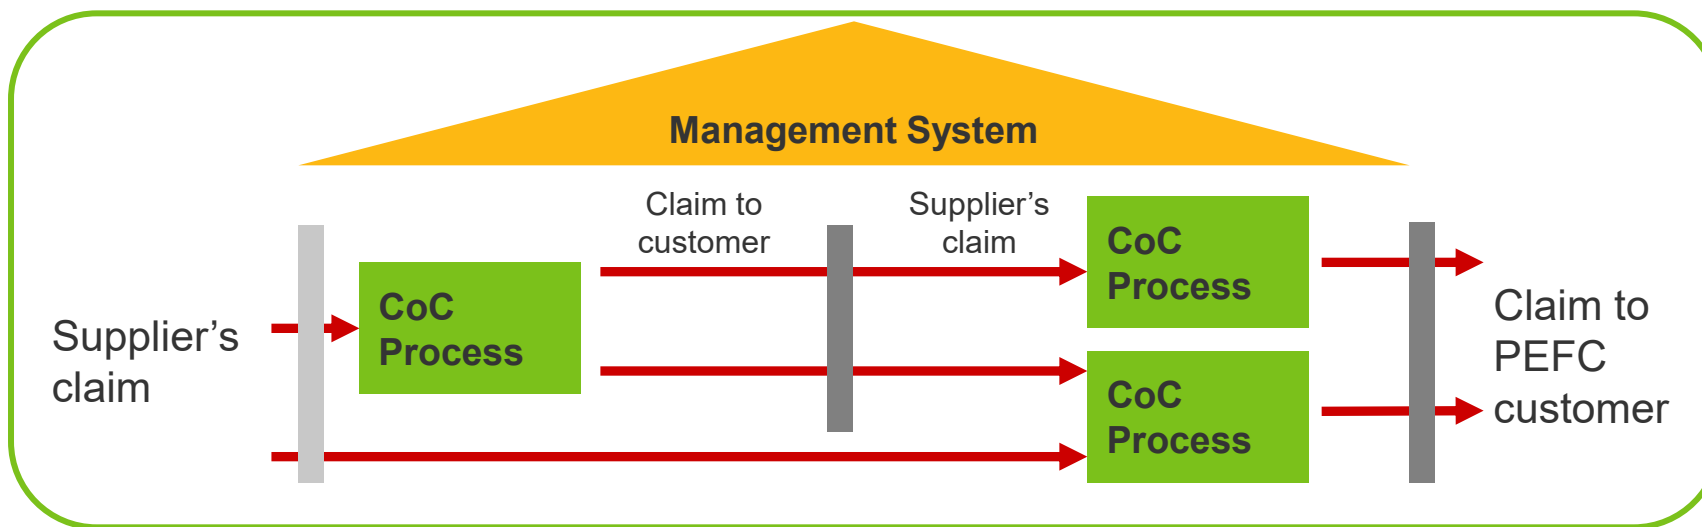 Management System
Supplier’s
claim
CoC
Process
Claim to
customer
Supplier’s
claim
CoC
Process
CoC
Process
Claim to
PEFC
customer